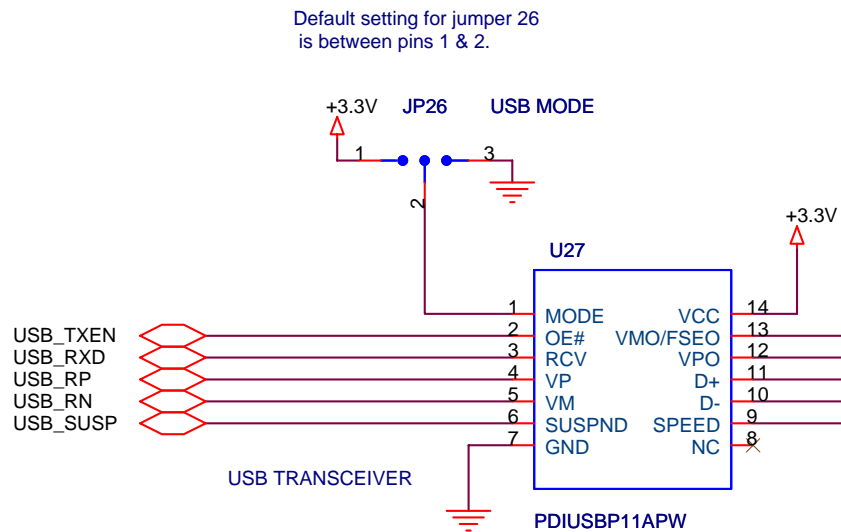 Default setting for jumper 26
is between pins 1 & 2.
+3.3V JP26 USB MODE
1 3
2
+3.3V
U27
1 MODE VCC 14
USB_TXEN 2 OE# VMO/FSEO 13
USB_RXD 3 RCV VPO 12
USB_RP 4 VP D+ 11
USB_RN 5 VM D- 10
USB_SUSP 6 SUSPND SPEED 9
7 GND NC 8
USB TRANSCEIVER
PDIUSBP11APW